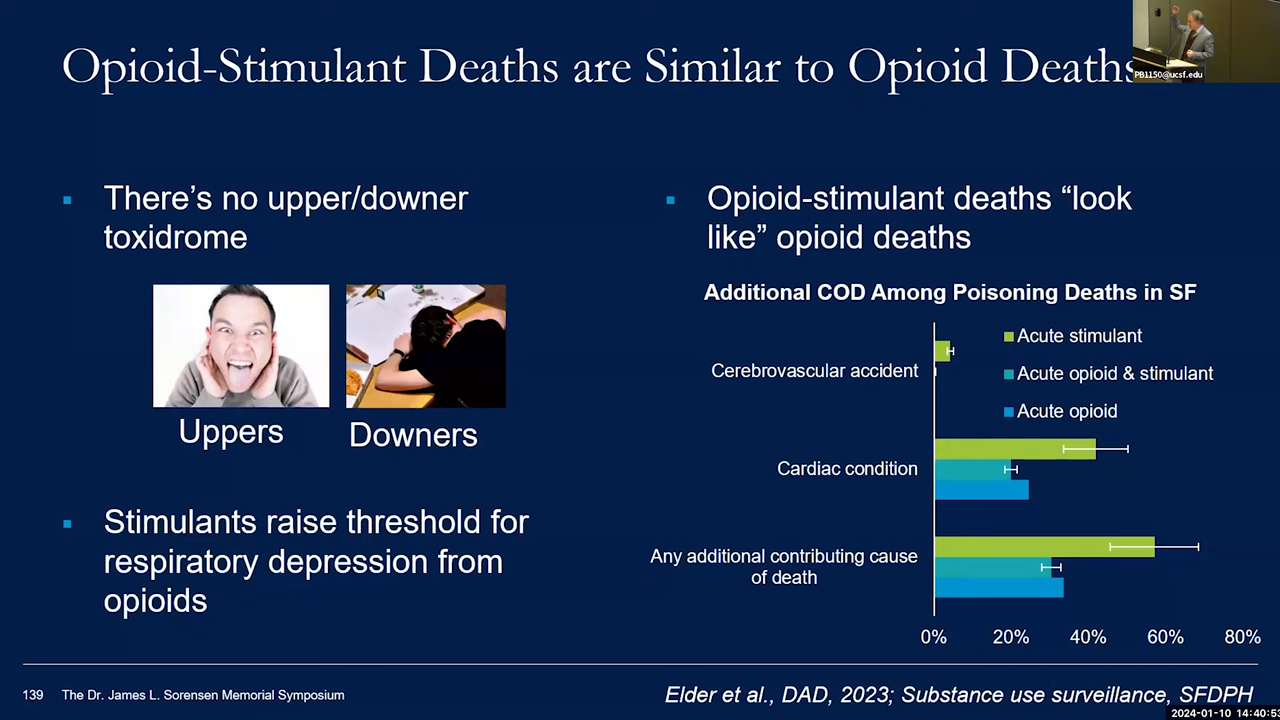 Opioid-Stimulant Deaths are Similar to Opioid Deaths
PB1150@ucsf.edu
There’s no upper/downer
toxidrome
Uppers
Downers
Stimulants raise threshold for
respiratory depression from
opioids
Opioid-stimulant deaths “look
like” opioid deaths
Additional COD Among Poisoning Deaths in SF
Acute stimulant
Acute opioid & stimulant
Acute opioid
Cerebrovascular accident
Cardiac condition
Any additional contributing cause
of death
0% 20% 40% 60% 80%
139 The Dr. James L. Sorensen Memorial Symposium
Elder et al., DAD, 2023; Substance use surveillance, SFDPH
2024-01-10 14:40:53